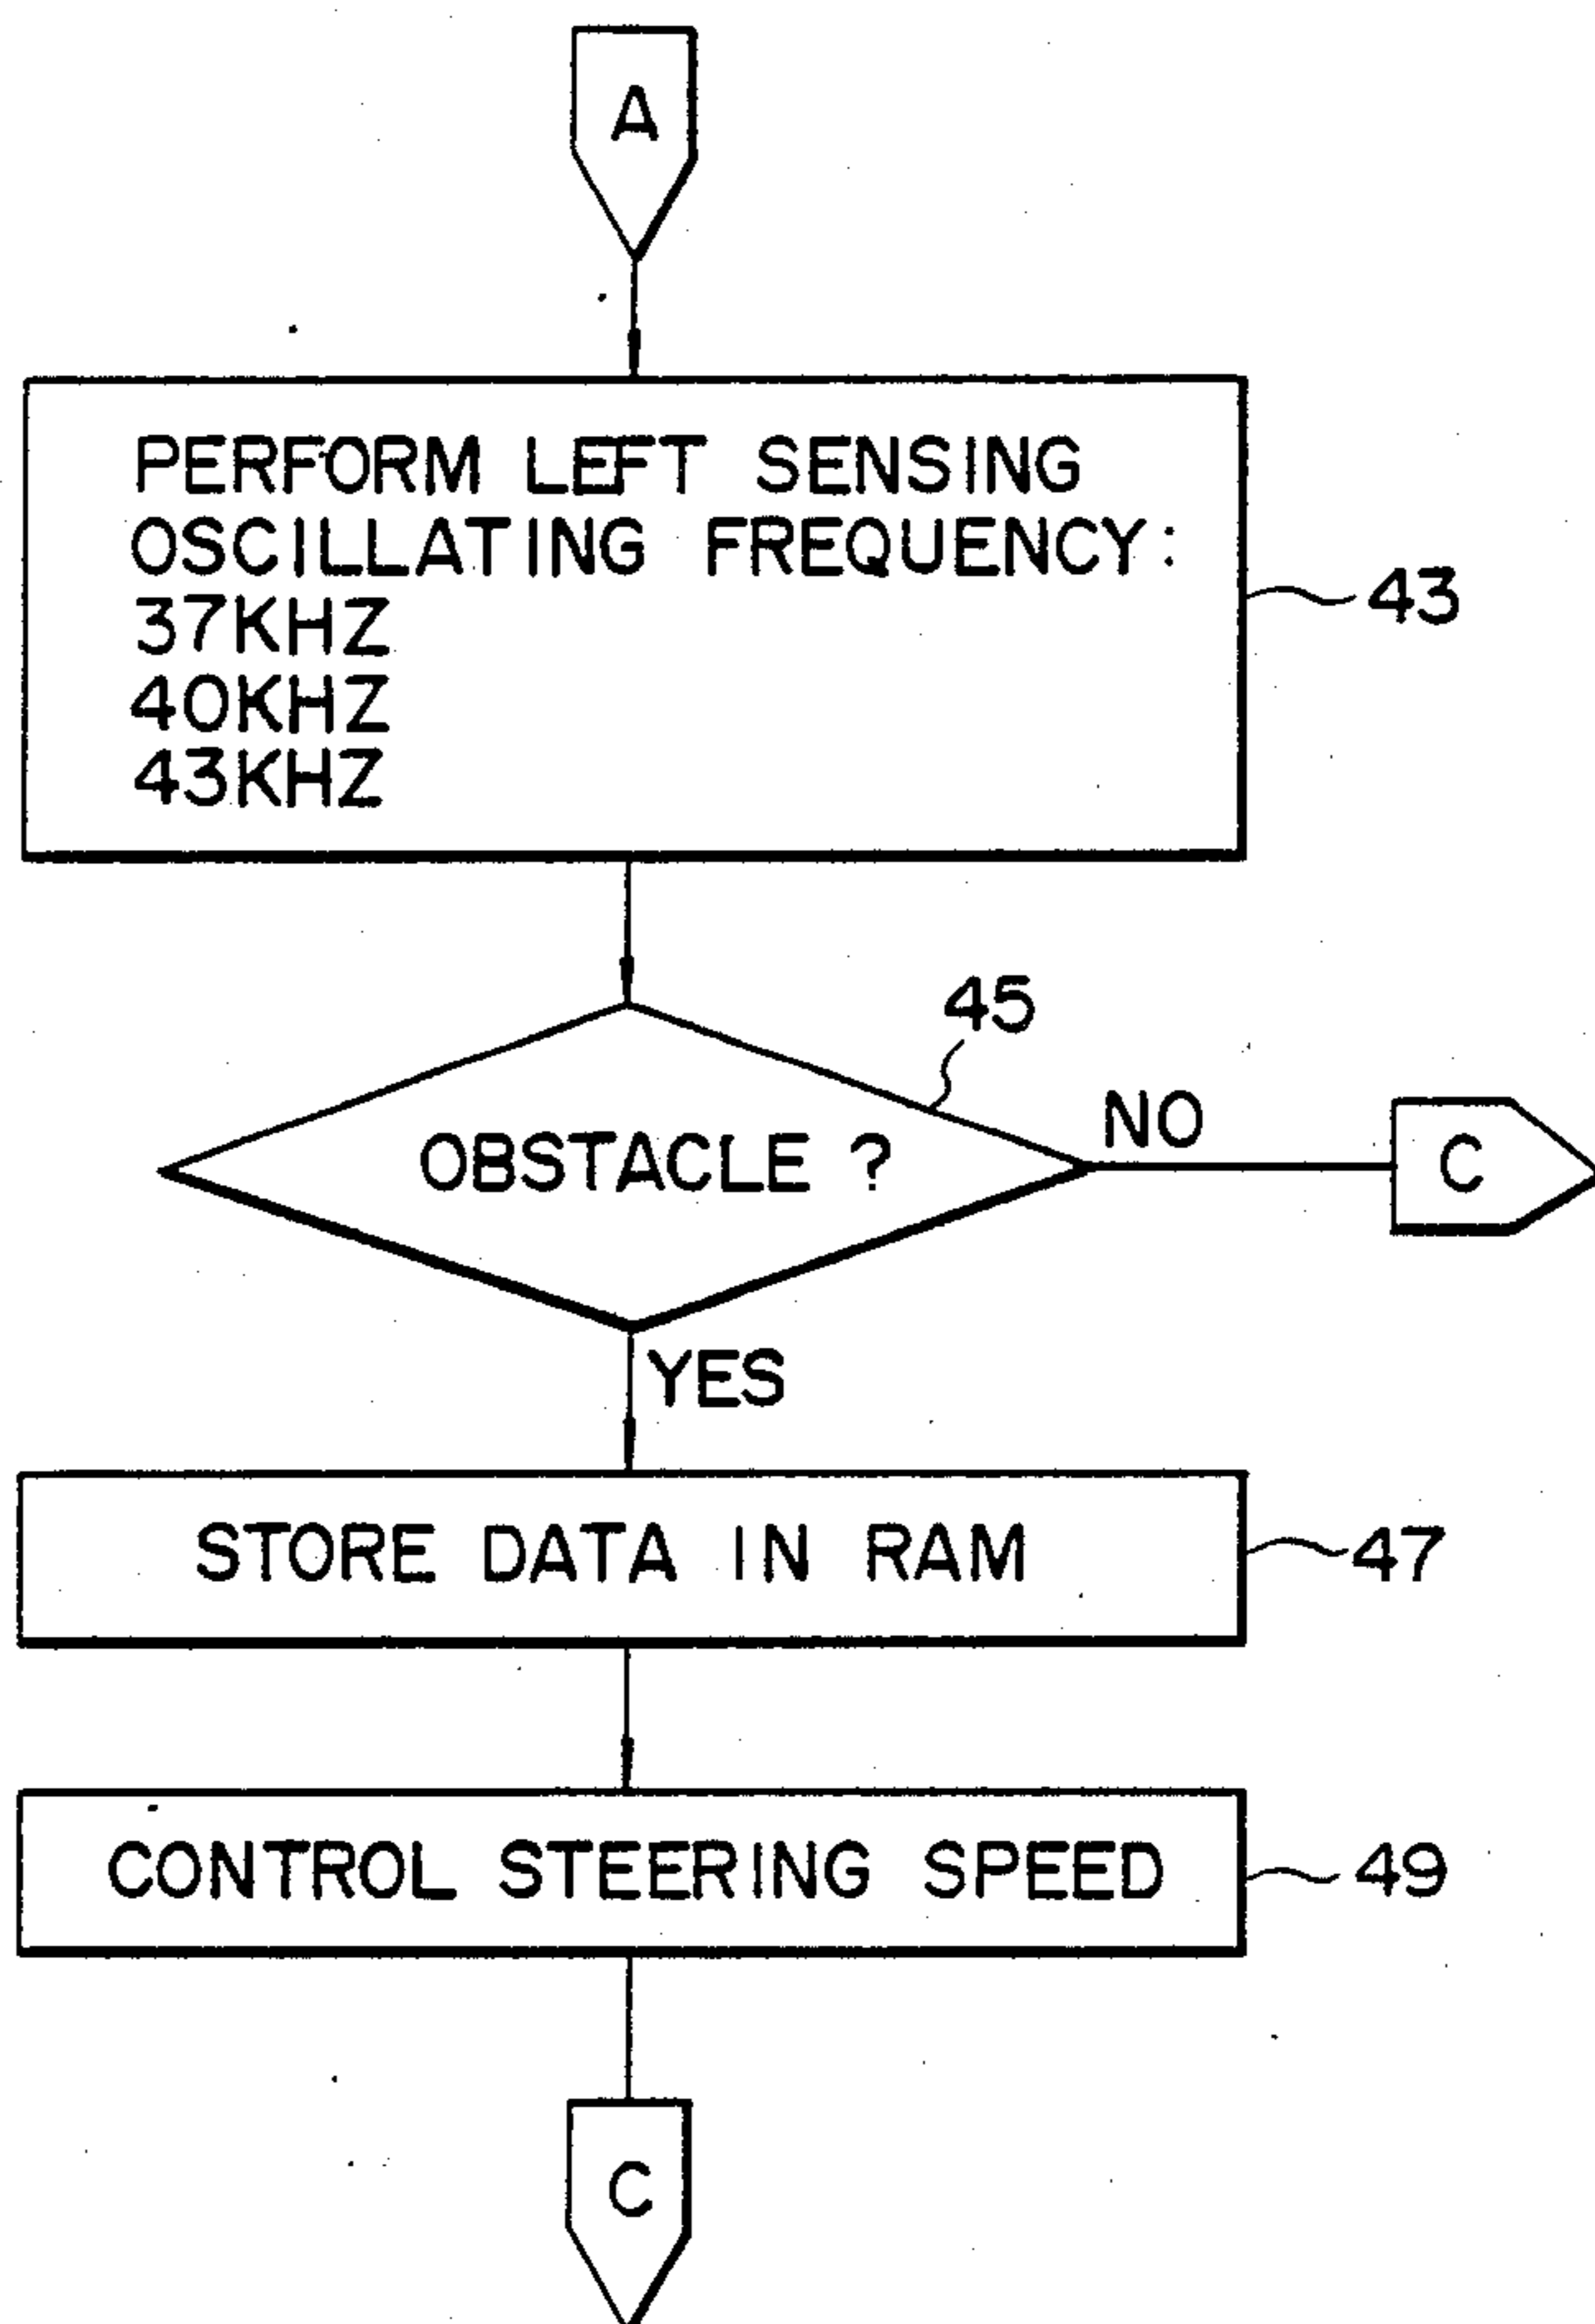 A
PERFORM LEFT SENSING
OSCILLATING FREQUENCY:
37KHZ
40KHZ
43KHZ
43
45
OBSTACLE ?
NO
C
YES
STORE DATA IN RAM
47
CONTROL STEERING SPEED
49
C